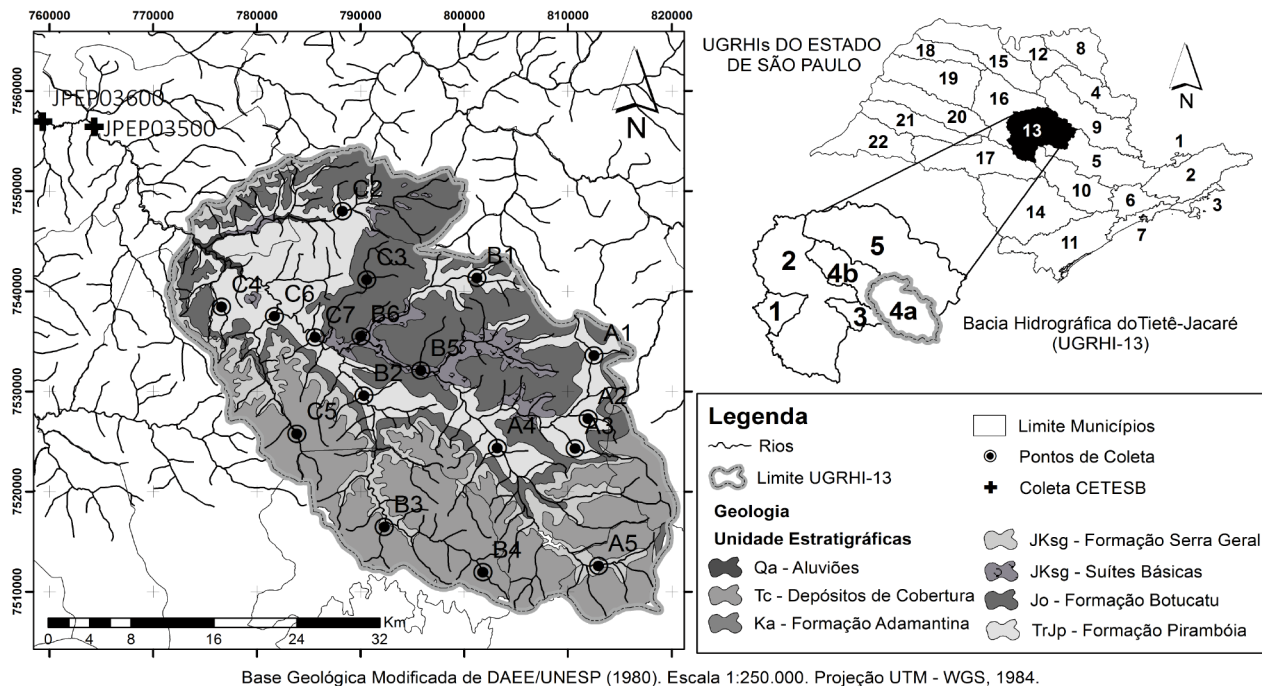 760000 770000 780000 790000 800000 810000 820000
7560000
7550000
7540000
7530000
7520000
7510000
JPEP03600
JPEP03500
N
C2
C3
B1
C4
C6
C7
B6
A1
B5
B2
A2
C5
A4
A3
B3
B4
A5
0 2 4 8 16 24 32
Km
UGRHIs DO ESTADO
DE SÃO PAULO
18
15
12
8
19
16
4
N
21
20
13
9
22
17
5
1
10
2
14
6
3
11
7
5
2
4b
4a
1
3
Bacia Hidrográfica doTietê-Jacaré
(UGRHI-13)
Legenda
Rios
Limite UGRHI-13
Limite Municípios
Pontos de Coleta
Coleta CETESB
Geologia
Unidade Estratigráficas
Qa - Aluviões
Tc - Depósitos de Cobertura
Ka - Formação Adamantina
JKsg - Formação Serra Geral
JKsg - Suítes Básicas
Jo - Formação Botucatu
TrJp - Formação Pirambóia
Base Geológica Modificada de DAEE/UNESP (1980). Escala 1:250.000. Projeção UTM - WGS, 1984.